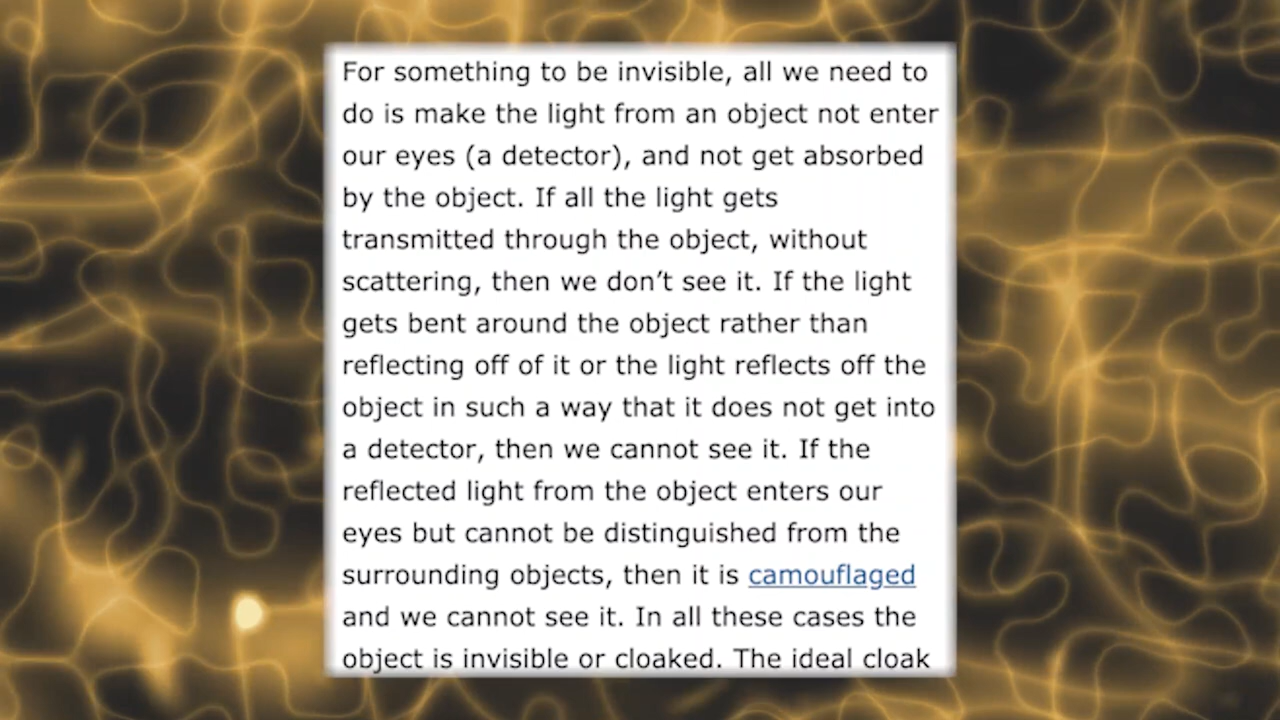 For something to be invisible, all we need to
do is make the light from an object not enter
our eyes (a detector), and not get absorbed
by the object. If all the light gets
transmitted through the object, without
scattering, then we don’t see it. If the light
gets bent around the object rather than
reflecting off of it or the light reflects off the
object in such a way that it does not get into
a detector, then we cannot see it. If the
reflected light from the object enters our
eyes but cannot be distinguished from the
surrounding objects, then it is camouflaged
and we cannot see it. In all these cases the
object is invisible or cloaked. The ideal cloak